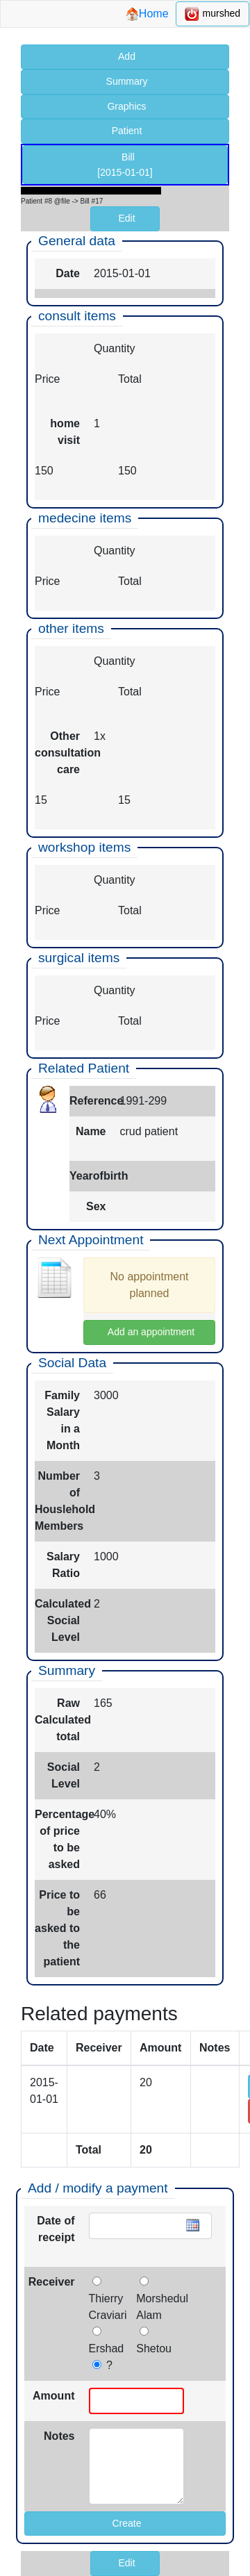 Home murshed
Add
Summary
Graphics
Patient
Bill
[2015-01-01]
Patient #8 @file -> Bill #17
Edit
General data
Date 2015-01-01
consult items
Quantity
Price Total
home 1
visit
150 150
medecine items
Quantity
Price Total
other items
Quantity
Price Total
Other 1x
consultation
care
15 15
workshop items
Quantity
Price Total
surgical items
Quantity
Price Total
Related Patient
Reference 1991-299
Name crud patient
Yearofbirth
Sex
Next Appointment
No appointment
planned
Add an appointment
Social Data
Family 3000
Salary
in a
Month
Number 3
of
Househlehold
Members
Salary 1000
Ratio
Calculated 2
Social
Level
Summary
Raw 165
Calculated
total
Social 2
Level
Percentage 40%
of price
to be
asked
Price to 66
be
asked to
the
patient
Related payments
Date Receiver Amount Notes
2015- 20
01-01
Total 20
Add / modify a payment
Date of
receipt
Receiver
Thierry Morshedul
Craviari Alam
Ershad Shetou
?
Amount
Notes
Create
Edit